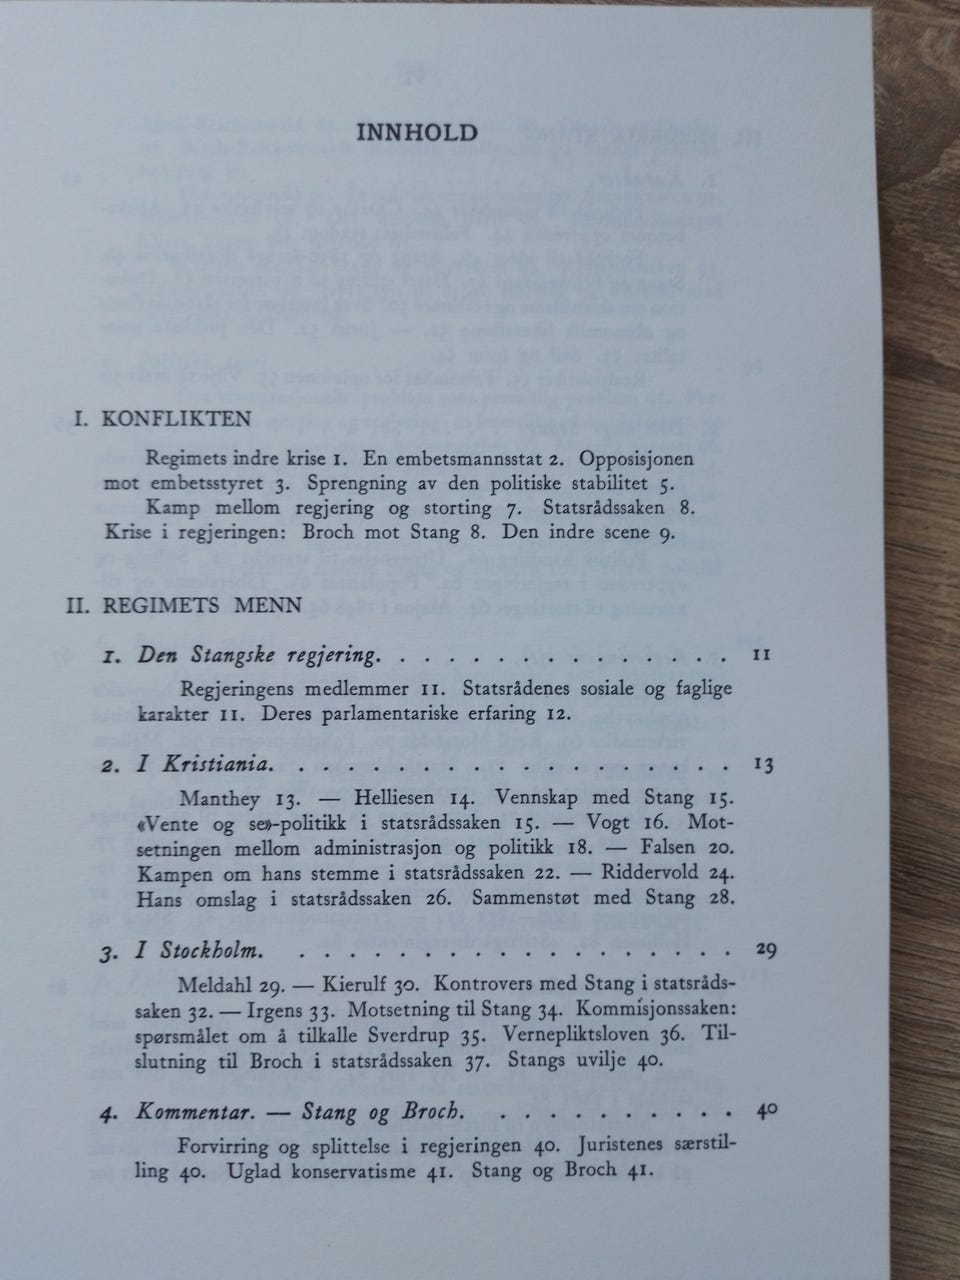 INNHOLD
I. KONFLIKTEN
Regimets indre krise 1. En embetsmannsstat 2. Opposisjonen
mot embetsstyret 3. Sprengning av den politiske stabilitet 5.
Kamp mellom regjering og storting 7. Statsrådssaken 8.
Krise i regjeringen: Broch mot Stang 8. Den indre scene 9.
II. REGIMETS MENN
1. Den Stangske regjering. . . . . . . . . . . . . . . 11
Regjeringens medlemmer 11. Statsrådenes sosiale og faglige
karakter 11. Deres parlamentariske erfaring 12.
2. I Kristiania. . . . . . . . . . . . . . . . . . . 13
Manthey 13. — Helliesen 14. Vennskap med Stang 15.
«Vente og se»-politikk i statsrådssaken 15. — Vogt 16. Mot-
setningen mellom administrasjon og politikk 18. — Falsen 20.
Kampen om hans stemme i statsrådssaken 22. — Riddervold 24.
Hans omslag i statsrådssaken 26. Sammenstøt med Stang 28.
3. I Stockholm. . . . . . . . . . . . . . . . . . 29
Meldahl 29. — Kierulf 30. Kontrovers med Stang i statsråds-
saken 32. — Irgens 33. Motsetning til Stang 34. Kommisjonssaken:
spørsmålet om å tilkalle Sverdrup 35. Vernepliktsloven 36. Til-
slutning til Broch i statsrådssaken 37. Stangs uvilje 40.
4. Kommentar. — Stang og Broch. . . . . . . . . . . 40
Forvirring og splittelse i regjeringen 40. Juristenes særstil-
ling 40. Uglad konservatisme 41. Stang og Broch 41.